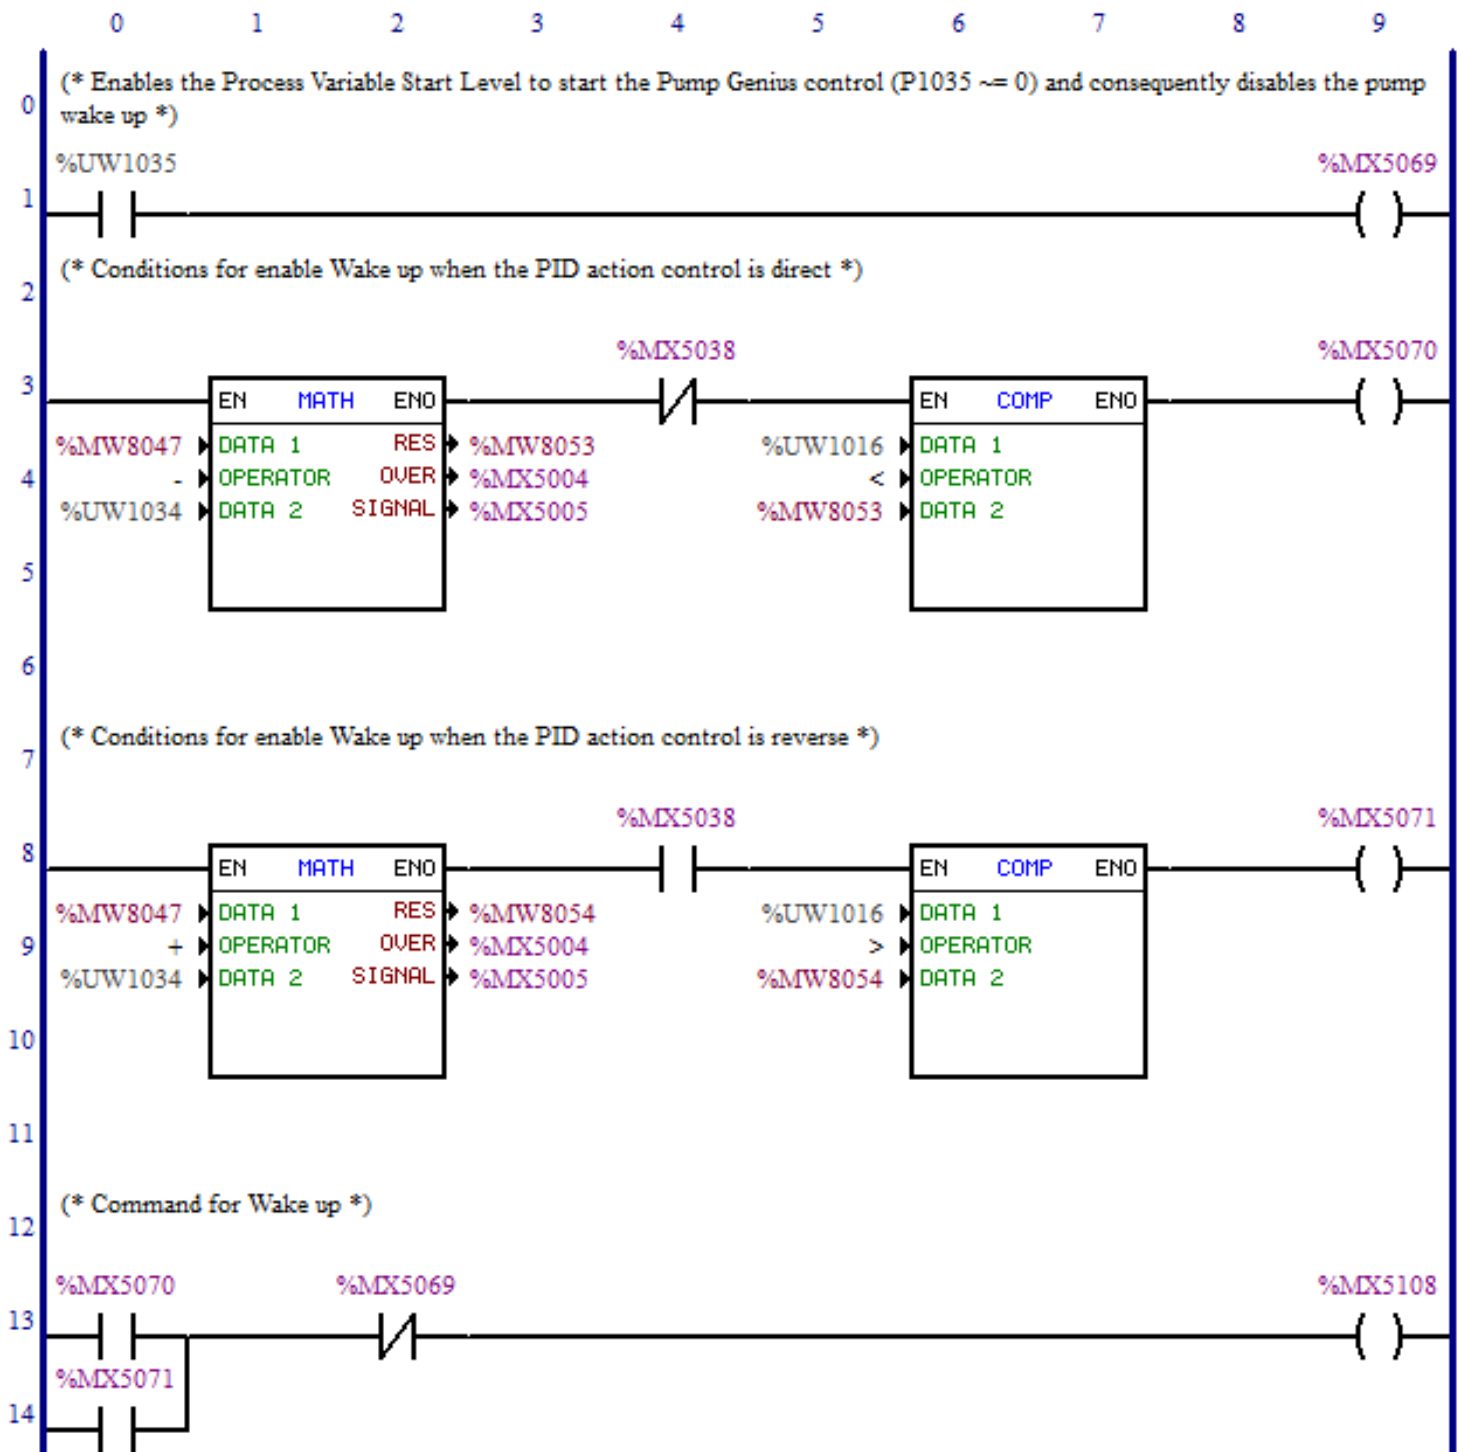 0 1 2 3 4 5 6 7 8 9
(* Enables the Process Variable Start Level to start the Pump Genius control (P1035 ~= 0) and consequently disables the pump
0
wake up *)
%UW1035 %MX5069
1
(* Conditions for enable Wake up when the PID action control is direct *)
2
%MX5038 %MX5070
3
EN MATH ENO EN COMP ENO
%MW8047 DATA 1 RES %MW8053 %UW1016 DATA 1
4
- OPERATOR OVER %MX5004 < OPERATOR
%UW1034 DATA 2 SIGNAL %MX5005 %MW8053 DATA 2
5
6
(* Conditions for enable Wake up when the PID action control is reverse *)
7
%MX5038 %MX5071
8
EN MATH ENO EN COMP ENO
%MW8047 DATA 1 RES %MW8054 %UW1016 DATA 1
9
+ OPERATOR OVER %MX5004 > OPERATOR
%UW1034 DATA 2 SIGNAL %MX5005 %MW8054 DATA 2
10
11
(* Command for Wake up *)
12
%MX5070 %MX5069 %MX5108
13
%MX5071
14